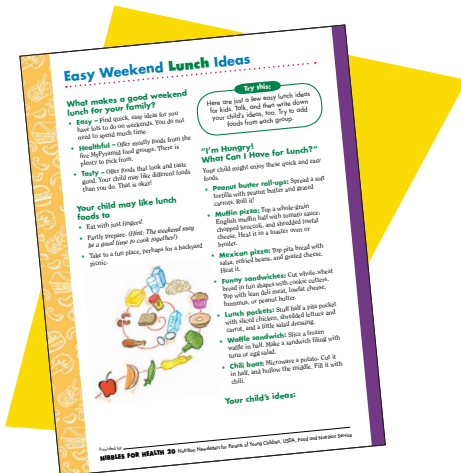 Easy Weekend Lunch Ideas
What makes a good weekend
lunch for your family?
• Easy – Find quick, easy ideas for you
have lots to do on weekends. You do not
need to spend much time.
• Healthful – Offer mostly foods from the
five MyPyramid food groups. There is
plenty to pick from.
• Tasty – Offer foods that look and taste
good. Your child may like different foods
than you do. That is okay!
Your child may like lunch
foods to
• Eat with just fingers!
• Partly prepare. (Hint: The weekend may
be a good time to cook together!)
• Take to a fun place, perhaps for a backyard
picnic.
Try this:
Here are just a few easy lunch ideas
for kids. Talk, and then write down
your child's ideas, too. Try to add
foods from each group.
"I'm Hungry!
What Can I Have for Lunch?"
Your child might enjoy these quick and easy
foods.
• Peanut butter roll-ups: Spread a soft
tortilla with peanut butter and grated
carrots. Roll it!
• Muffin pizza: Top a whole-grain
English muffin half with tomato sauce,
chopped broccoli, and shredded lowfat
cheese. Heat it in a toaster oven or
broiler.
• Mexican pizza: Top pita bread with
salsa, refried beans, and grated cheese.
Heat it.
• Funny sandwiches: Cut whole-wheat
bread in fun shapes with cookie cutters.
Top with lean deli meat, lowfat cheese,
hummus, or peanut butter.
• Lunch pockets: Stuff half a pita pocket
with sliced chicken, shredded lettuce and
carrot, and a little salad dressing.
• Waffle sandwich: Slice a frozen
waffle in half. Make a sandwich filling with
tuna or egg salad.
• Chili boat: Microwave a potato. Cut it
in half, and hollow the middle. Fill it with
chili.
Your child's ideas:
Provided by
NIBBLES FOR HEALTH 20 Nutrition Newsletters for Parents of Young Children, USDA, Food and Nutrition Service